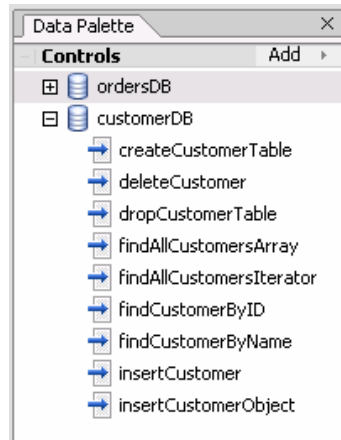 Data Palette
Controls Add
ordersDB
customerDB
createCustomerTable
deleteCustomer
dropCustomerTable
findAllCustomersArray
findAllCustomersIterator
findCustomerByID
findCustomerByName
insertCustomer
insertCustomerObject